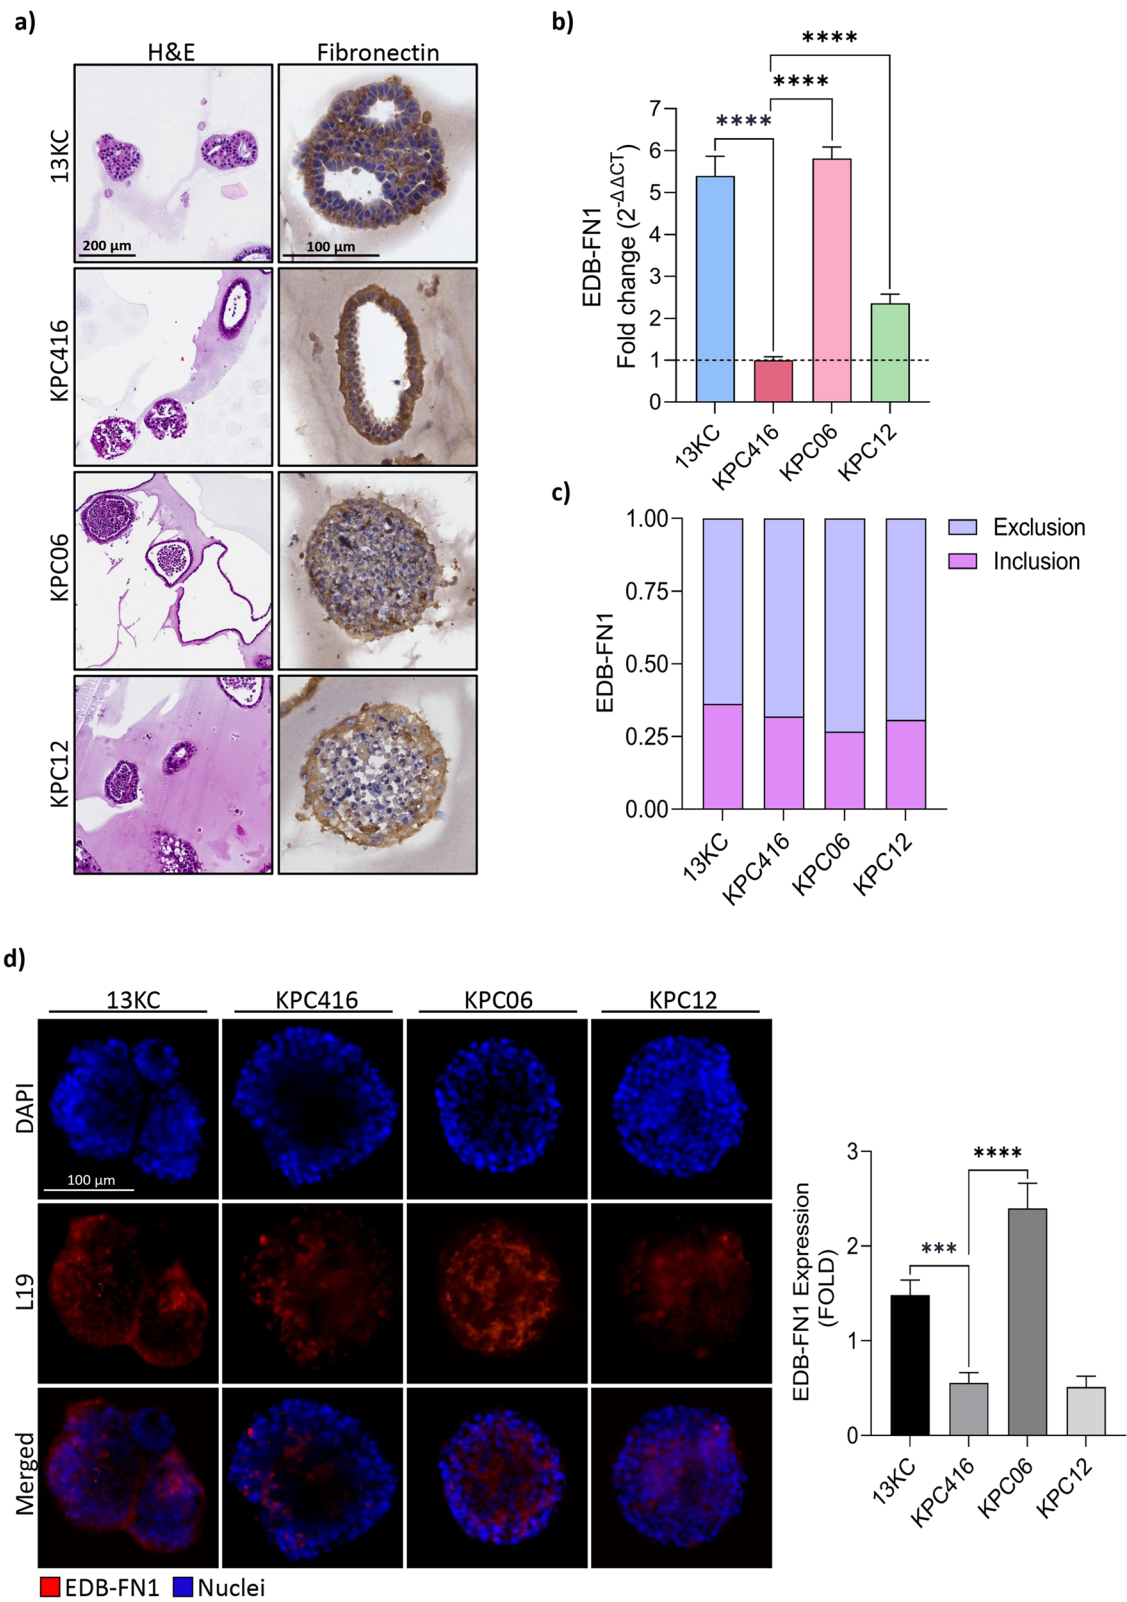 a)
H&E
Fibronectin
13KC
200 µm
100 µm
KPC416
KPC06
KPC12
b)
****
****
****
EDB-FN1
Fold change (2^-ΔΔCT)
7
6
5
4
3
2
1
0
13KC
KPC416
KPC06
KPC12
c)
EDB-FN1
1.00
0.75
0.50
0.25
0.00
13KC
KPC416
KPC06
KPC12
Exclusion
Inclusion
d)
13KC
KPC416
KPC06
KPC12
DAPI
100 µm
L19
Merged
EDB-FN1
Nuclei
EDB-FN1 Expression
(FOLD)
3
2
1
0
***
****
13KC
KPC416
KPC06
KPC12